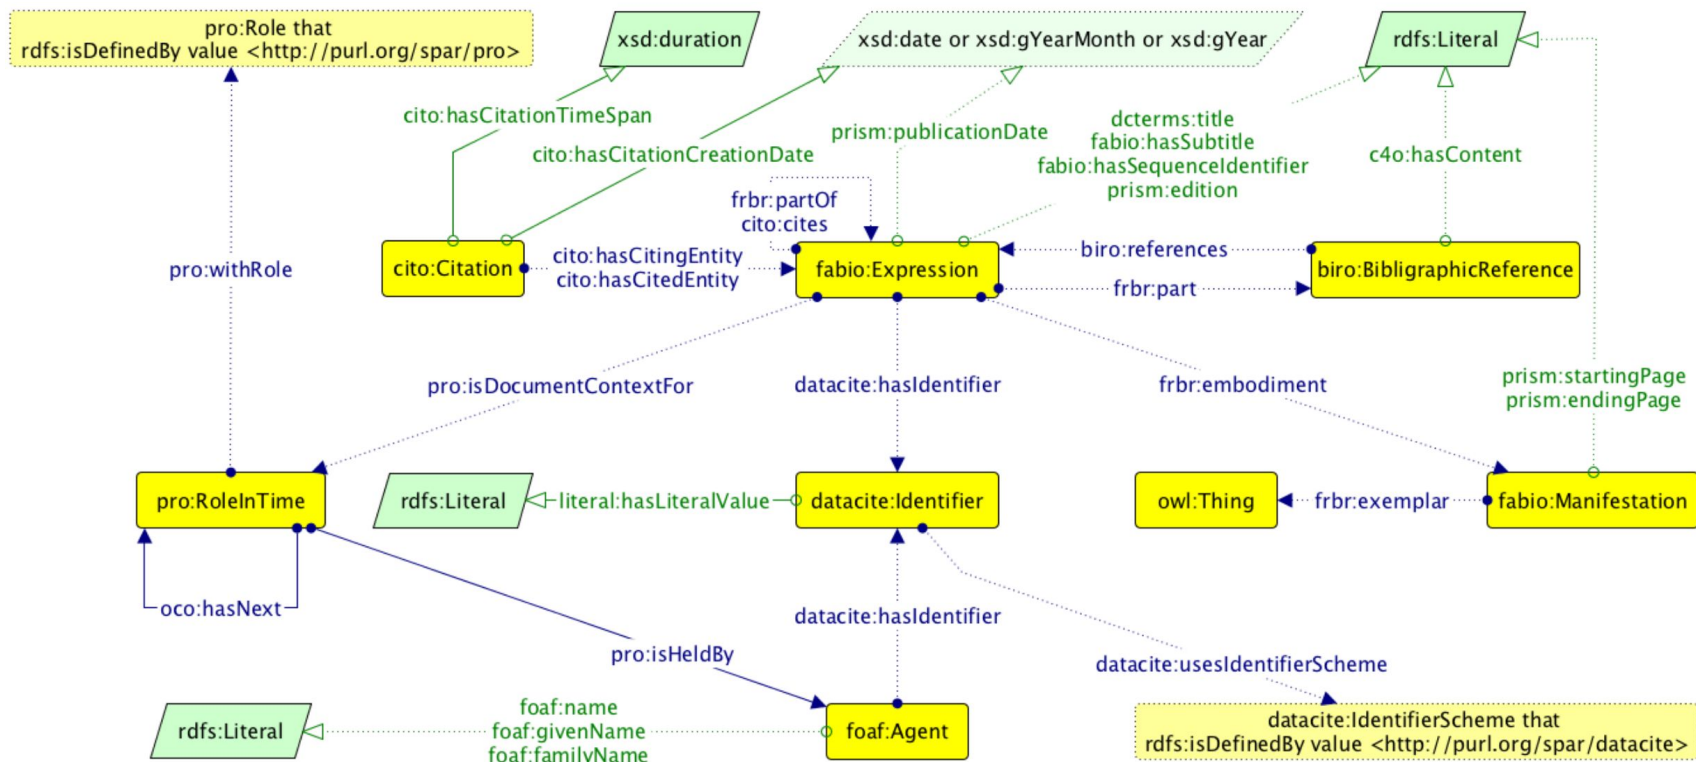 pro:Role that
rdfs:isDefinedBy value <http://purl.org/spar/pro>
xsd:duration
xsd:date or xsd:gYearMonth or xsd:gYear
rdfs:Literal
cito:hasCitationTimeSpan
cito:hasCitationCreationDate
prism:publicationDate
dcterms:title
fabio:hasSubtitle
fabio:hasSequenceIdentifier
prism:edition
c4o:hasContent
frbr:partOf
cito:cites
pro:withRole
cito:Citation
cito:hasCitingEntity
cito:hasCitedEntity
fabio:Expression
biro:references
frbr:part
biro:BibligraphicReference
pro:isDocumentContextFor
datacite:hasIdentifier
frbr:embodiment
prism:startingPage
prism:endingPage
pro:RoleInTime
rdfs:Literal
literal:hasLiteralValue
datacite:Identifier
owl:Thing
frbr:exemplar
fabio:Manifestation
oco:hasNext
datacite:hasIdentifier
pro:isHeldBy
datacite:usesIdentifierScheme
rdfs:Literal
foaf:name
foaf:givenName
foaf:familyName
foaf:Agent
datacite:IdentifierScheme that
rdfs:isDefinedBy value <http://purl.org/spar/datacite>